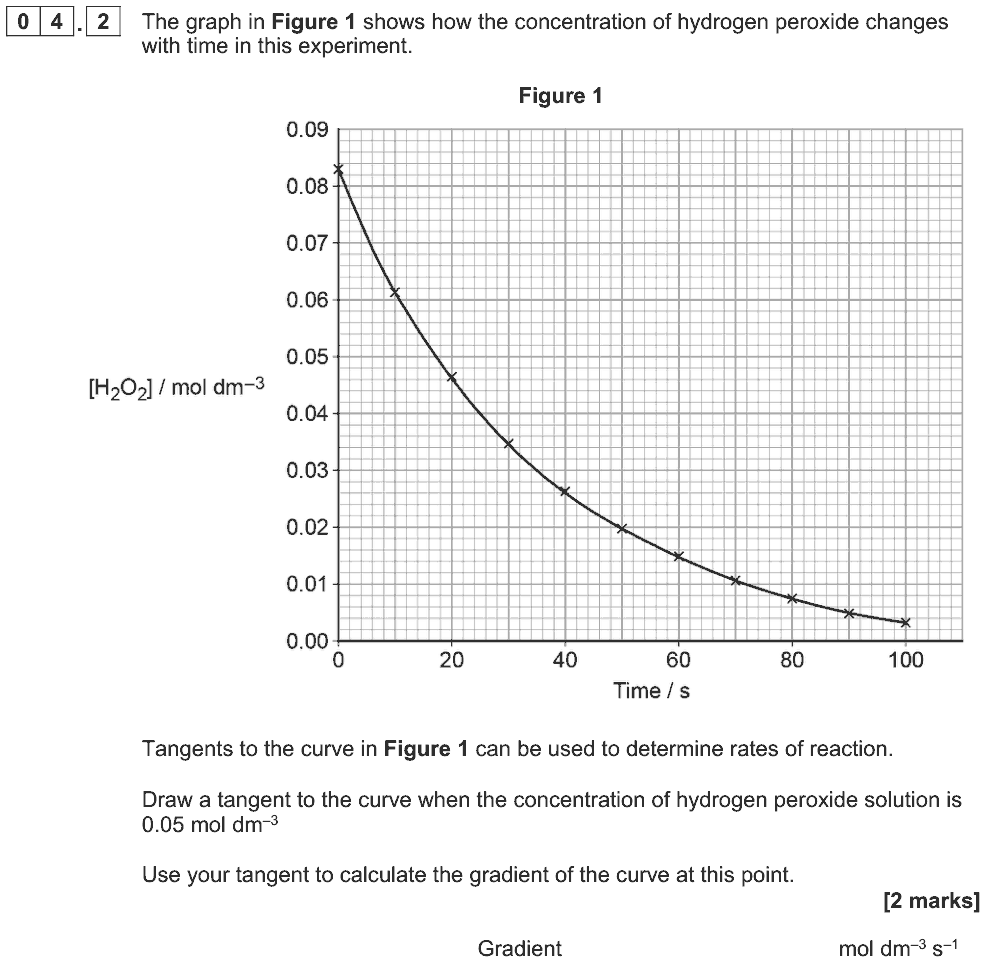 0 4 . 2 The graph in Figure 1 shows how the concentration of hydrogen peroxide changes
with time in this experiment.
Figure 1
0.09
0.08
0.07
0.06
0.05
[H₂O₂] / mol dm⁻³
0.04
0.03
0.02
0.01
0.00
0 20 40 60 80 100
Time / s
Tangents to the curve in Figure 1 can be used to determine rates of reaction.
Draw a tangent to the curve when the concentration of hydrogen peroxide solution is
0.05 mol dm⁻³
Use your tangent to calculate the gradient of the curve at this point.
[2 marks]
Gradient mol dm⁻³ s⁻¹